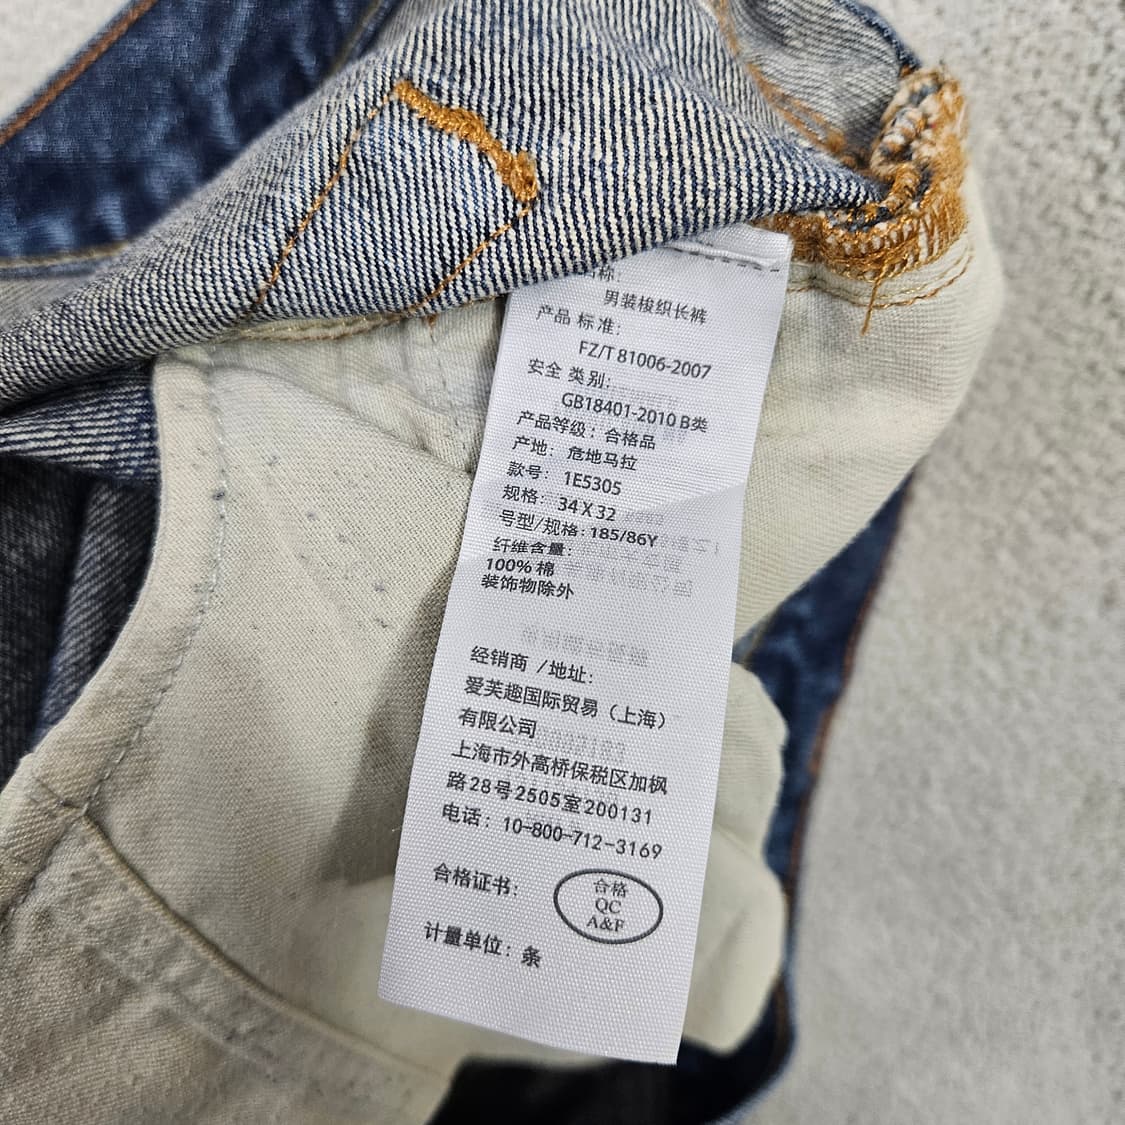 名称:
男装梭织长裤
产品 标准:
FZ/T 81006-2007
安全 类别:
GB18401-2010 B类
产品等级: 合格品
产地: 危地马拉
款号: 1E5305
规格: 34 X 32
号型/规格: 185/86Y
纤维含量:
100% 棉
装饰物除外
经销商 /地址:
爱芙趣国际贸易（上海）
有限公司
上海市外高桥保税区加枫
路28号2505室200131
电话: 10-800-712-3169
合格证书:
合格
QC
A&F
计量单位: 条